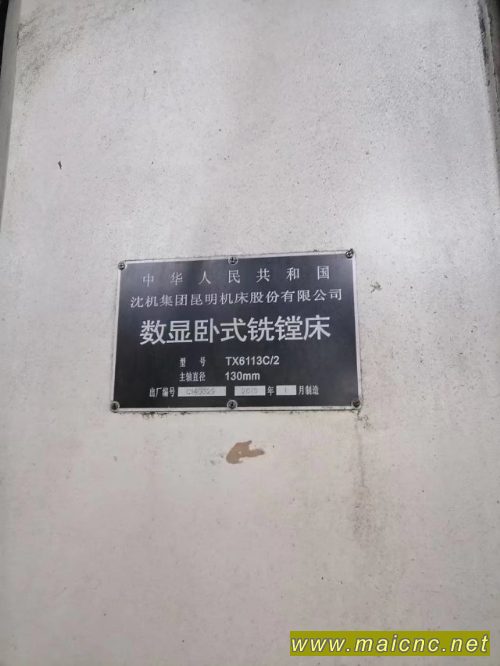 中华人民共和国
沈机集团昆明机床股份有限公司
数显卧式铣镗床
型号 TX6113C/2
主轴直径 130mm
出厂编号 年 1 月制造
www.maicnc.net